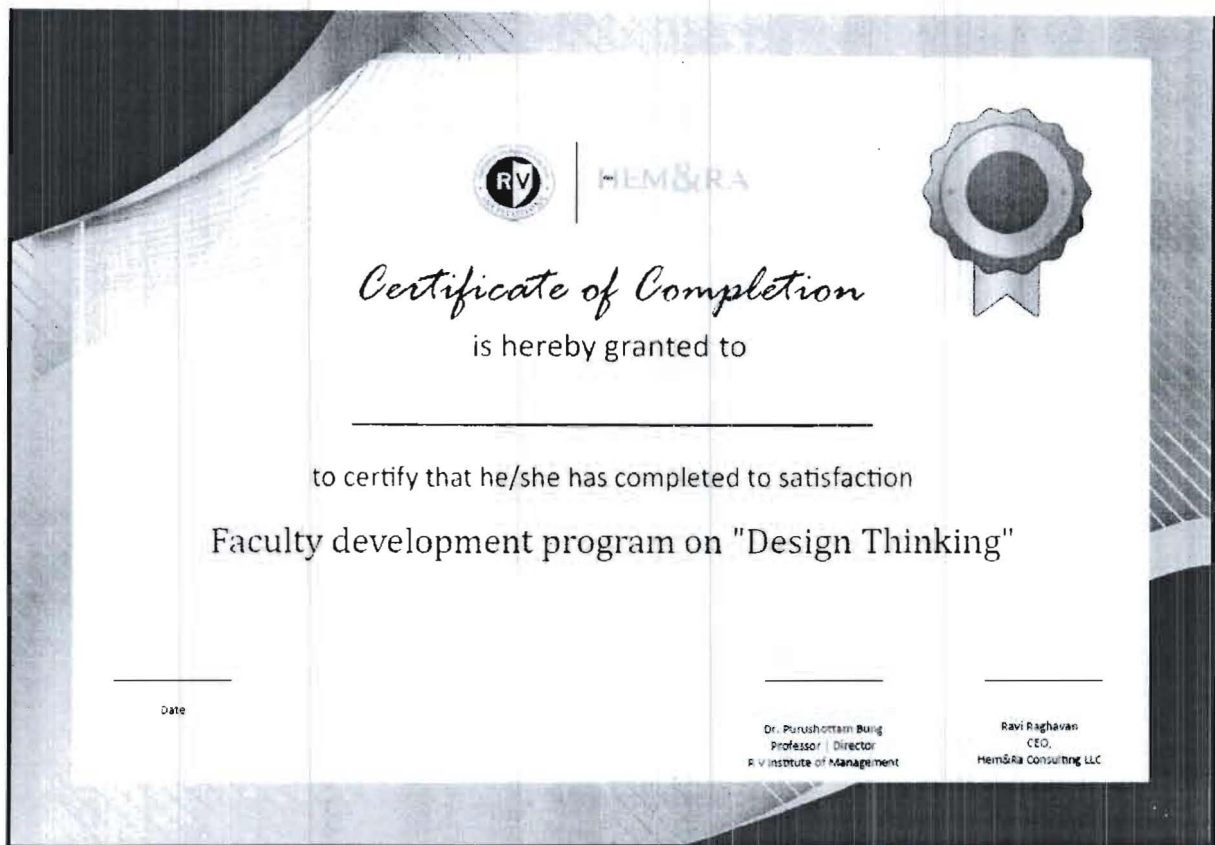 RV
HEM&RA
Certificate of Completion
is hereby granted to
to certify that he/she has completed to satisfaction
Faculty development program on "Design Thinking"
Date
Dr. Purushottam Bung
Professor | Director
R V Institute of Management
Ravi Raghavan
CEO,
Hem&Ra Consulting LLC